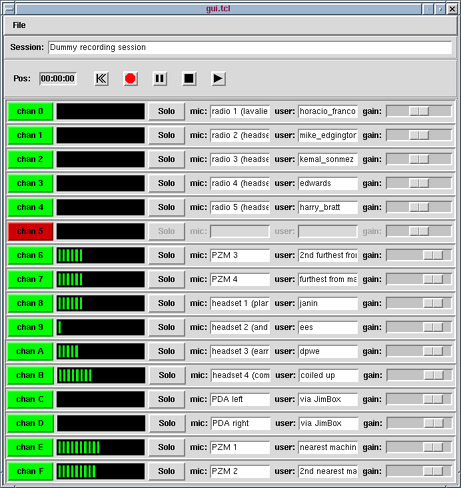 gui.tcl
File
Session: Dummy recording session
Pos: 00:00:00
chan 0 Solo mic: radio 1 (lavalie user: horacio_franco gain:
chan 1 Solo mic: radio 2 (headse user: mike_edgington gain:
chan 2 Solo mic: radio 3 (headse user: kemal_sonmez gain:
chan 3 Solo mic: radio 4 (headse user: edwards gain:
chan 4 Solo mic: radio 5 (headse user: harry_bratt gain:
chan 5 Solo mic: user: gain:
chan 6 Solo mic: PZM 3 user: 2nd furthest fro gain:
chan 7 Solo mic: PZM 4 user: furthest from ma gain:
chan 8 Solo mic: headset 1 (plan user: janin gain:
chan 9 Solo mic: headset 2 (and user: ees gain:
chan A Solo mic: headset 3 (earr user: dpwe gain:
chan B Solo mic: headset 4 (com user: coiled up gain:
chan C Solo mic: PDA left user: via JimBox gain:
chan D Solo mic: PDA right user: via JimBox gain:
chan E Solo mic: PZM 1 user: nearest machin gain:
chan F Solo mic: PZM 2 user: 2nd nearest ma gain: